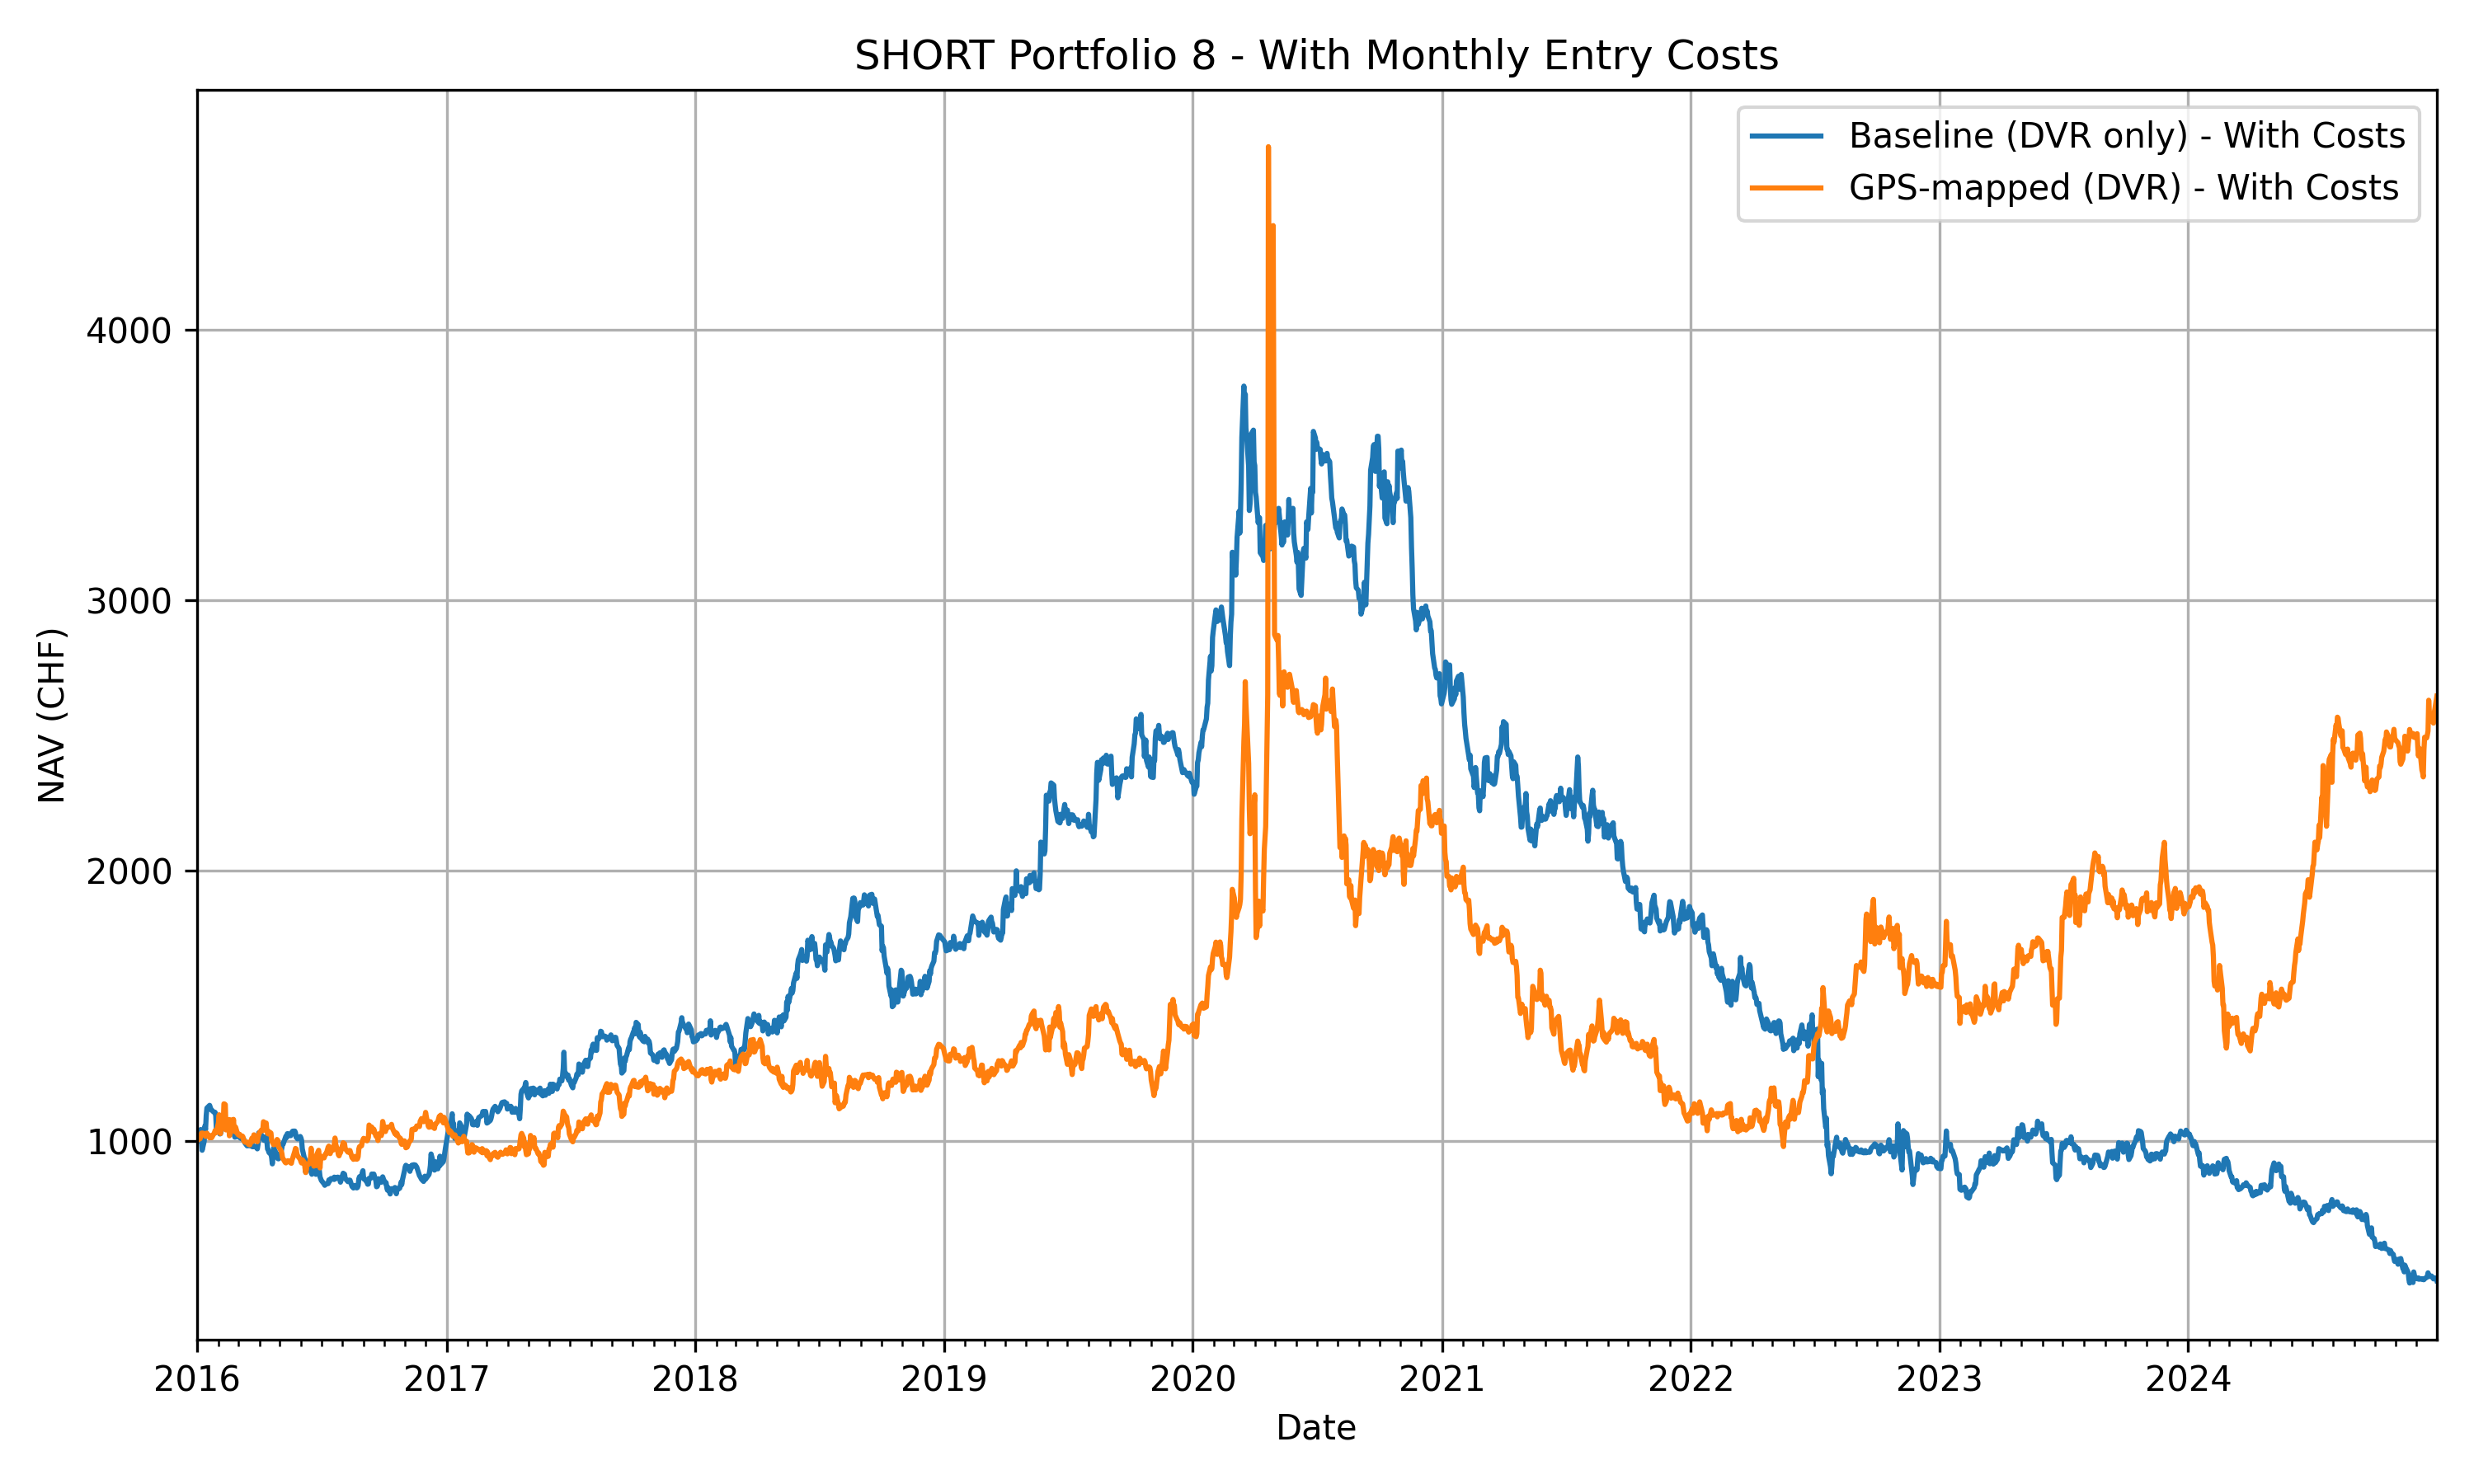 SHORT Portfolio 8 - With Monthly Entry Costs
Baseline (DVR only) - With Costs
GPS-mapped (DVR) - With Costs
NAV (CHF)
4000
3000
2000
1000
2016 2017 2018 2019 2020 2021 2022 2023 2024
Date